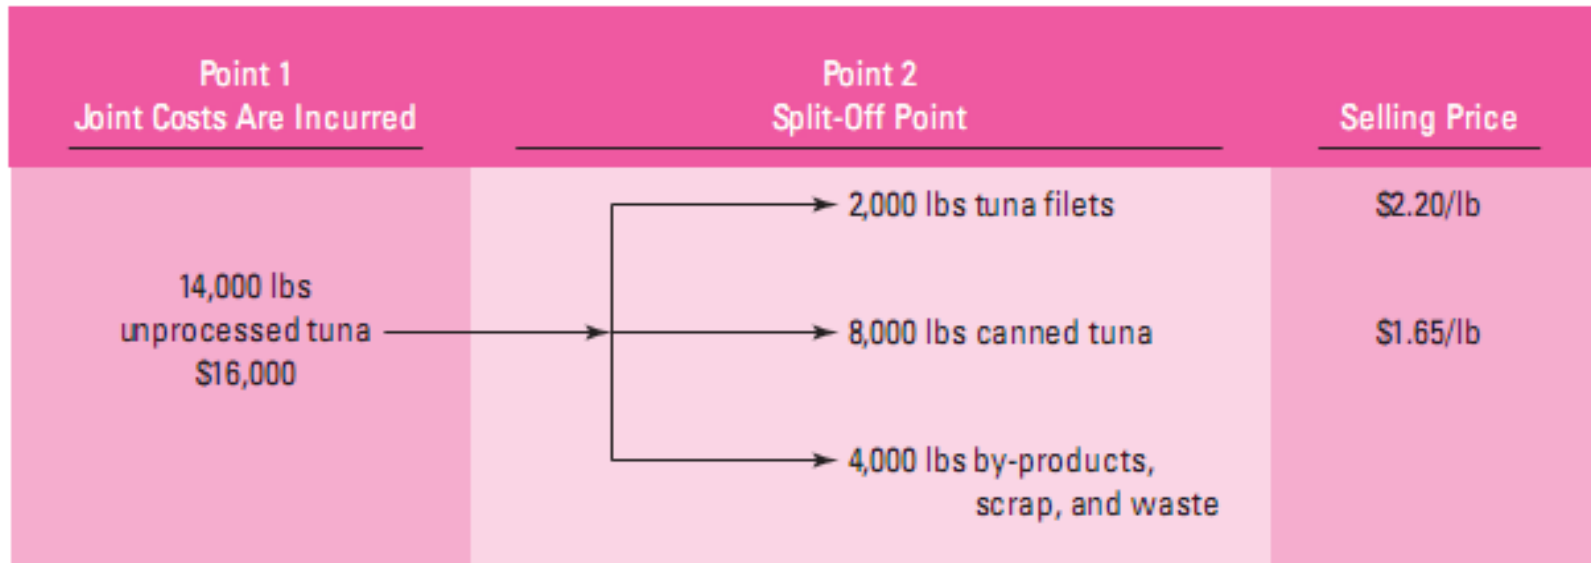 Point 1
Joint Costs Are Incurred
Point 2
Split-Off Point
Selling Price
2,000 lbs tuna filets
$2.20/lb
14,000 lbs
unprocessed tuna
$16,000
8,000 lbs canned tuna
$1.65/lb
4,000 lbs by-products,
scrap, and waste